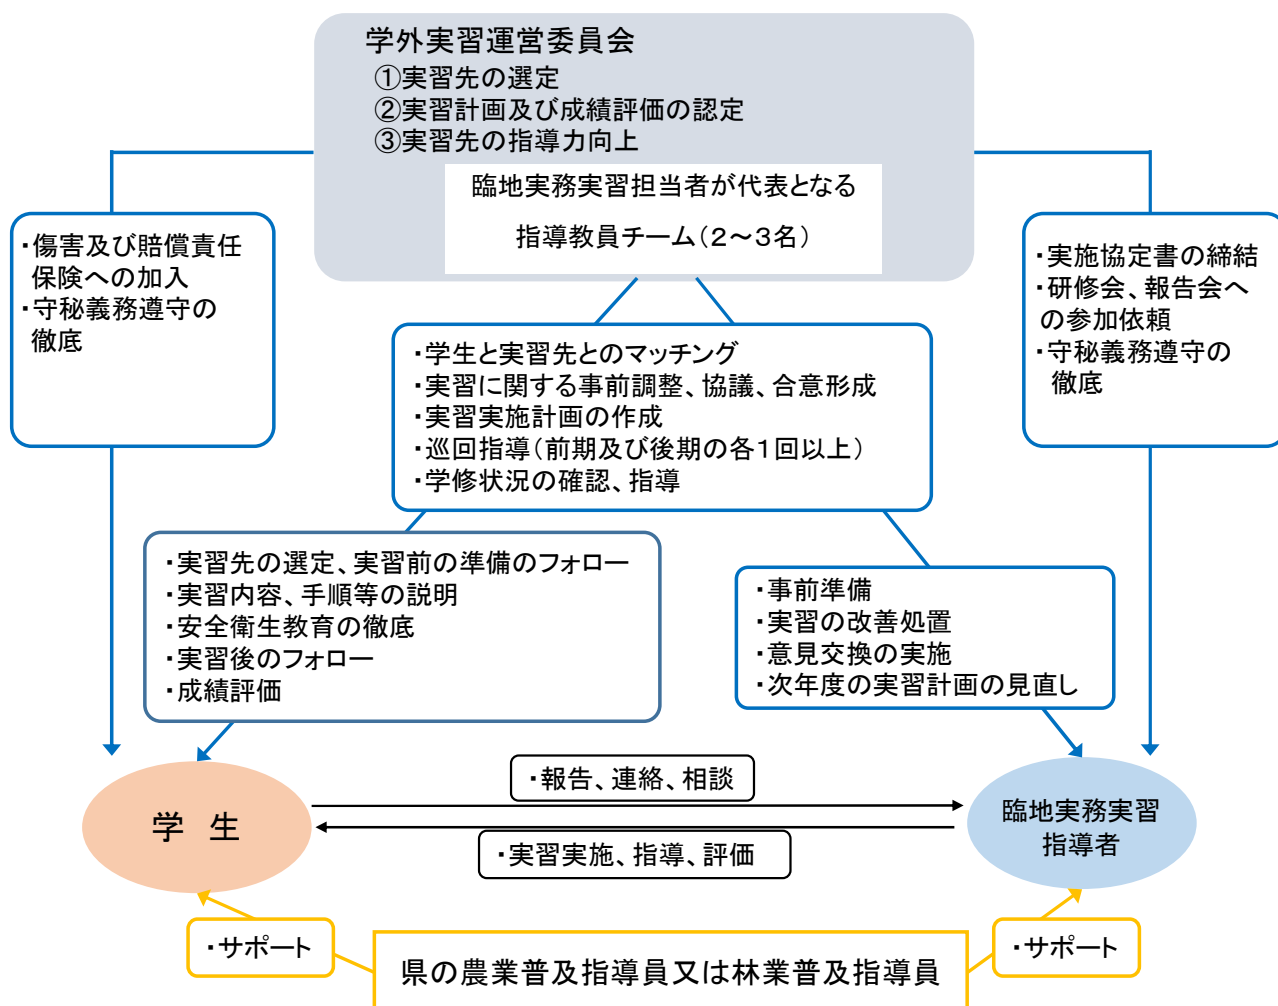 学外実習運営委員会
①実習先の選定
②実習計画及び成績評価の認定
③実習先の指導力向上
臨地実務実習担当者が代表となる
指導教員チーム(2~3名)
・傷害及び賠償責任
保険への加入
・守秘義務遵守の
徹底
・実施協定書の締結
・研修会、報告会へ
の参加依頼
・守秘義務遵守の
徹底
・学生と実習先とのマッチング
・実習に関する事前調整、協議、合意形成
・実習実施計画の作成
・巡回指導(前期及び後期の各1回以上)
・学修状況の確認、指導
・実習先の選定、実習前の準備のフォロー
・実習内容、手順等の説明
・安全衛生教育の徹底
・実習後のフォロー
・成績評価
・事前準備
・実習の改善処置
・意見交換の実施
・次年度の実習計画の見直し
・報告、連絡、相談
学 生
臨地実務実習
指導者
・実習実施、指導、評価
・サポート
・サポート
県の農業普及指導員又は林業普及指導員